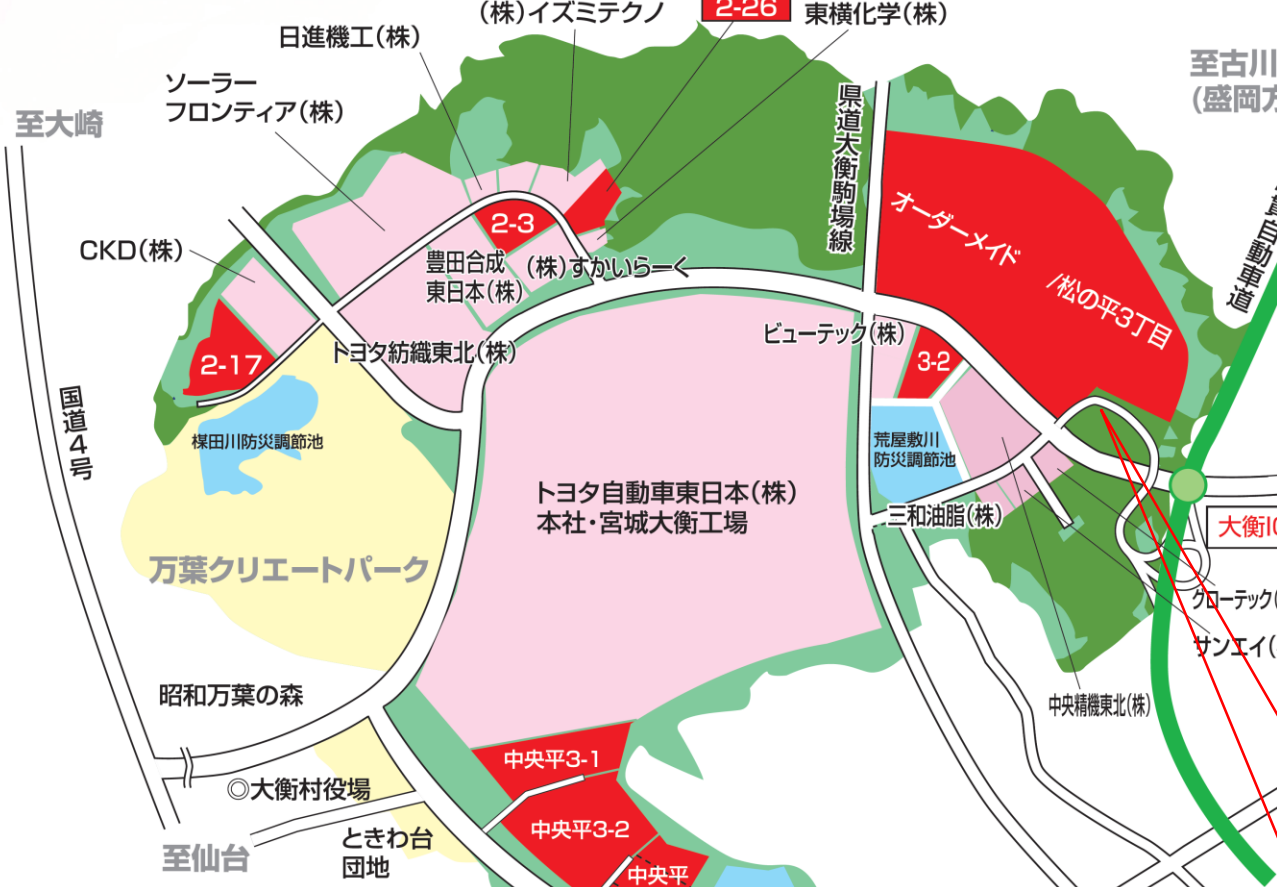 (株)イズミテクノ
2-26
東横化学(株)
日進機工(株)
至古川
(盛岡方
ソーラー
フロンティア(株)
至大崎
県道大衡駒場線
オーダーメイド
/松の平3丁目
自動車道
2-3
CKD(株)
豊田合成
東日本(株)
(株)すかいらーく
ビューテック(株)
トヨタ紡織東北(株)
2-17
3-2
国道4号
楳田川防災調節池
荒屋敷川
防災調節池
トヨタ自動車東日本(株)
本社・宮城大衡工場
三和油脂(株)
大衡IC
万葉クリエートパーク
クローテック(
サンエイ(
昭和万葉の森
中央精機東北(株)
中央平3-1
◎大衡村役場
中央平3-2
ときわ台
団地
至仙台
中央平